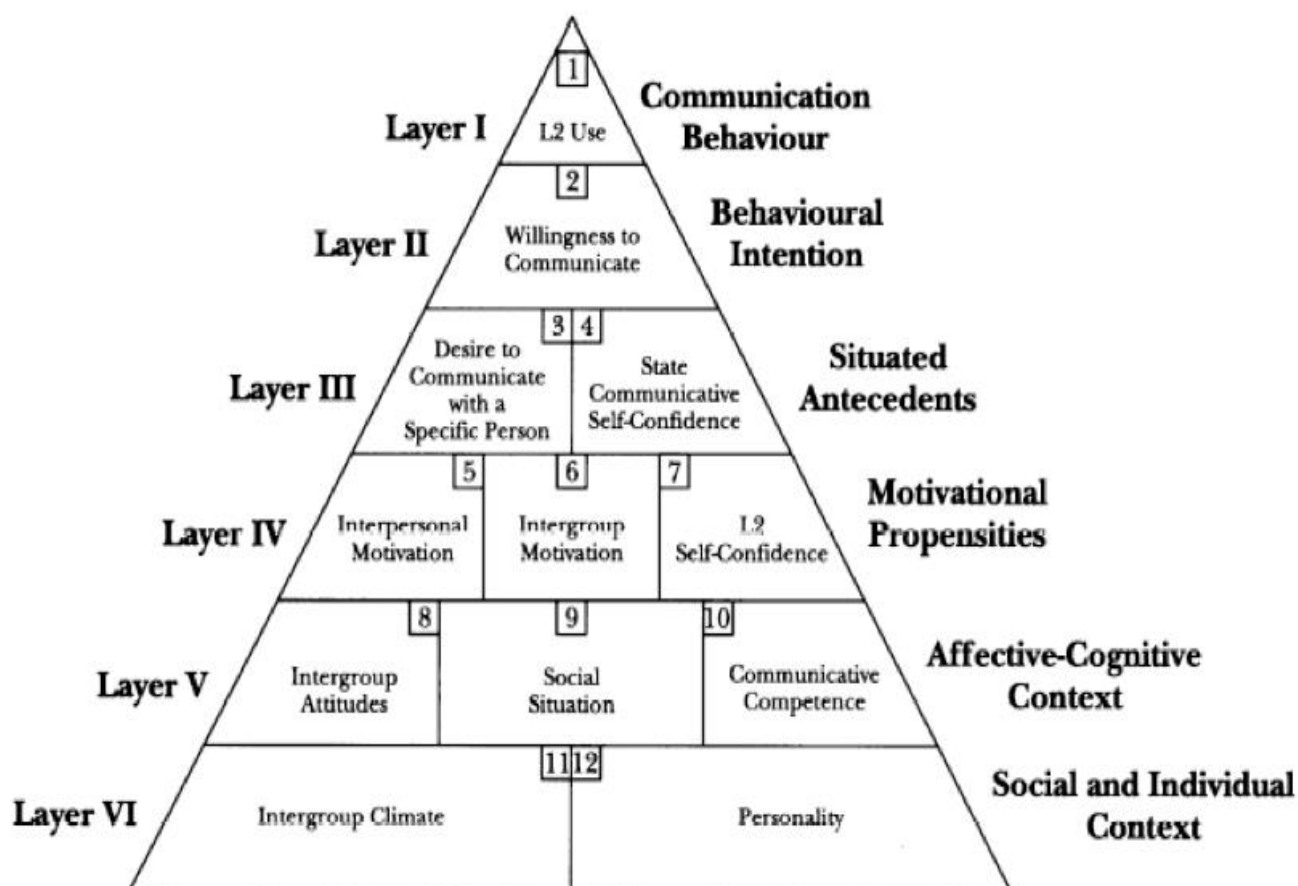 1
Layer I
L2 Use
Communication
Behaviour
2
Layer II
Willingness to
Communicate
Behavioural
Intention
3 4
Layer III
Desire to
Communicate
with a
Specific Person
State
Communicative
Self-Confidence
Situated
Antecedents
5 6 7
Layer IV
Interpersonal
Motivation
Intergroup
Motivation
L2
Self-Confidence
Motivational
Propensities
8 9 10
Layer V
Intergroup
Attitudes
Social
Situation
Communicative
Competence
Affective-Cognitive
Context
11 12
Layer VI
Intergroup Climate
Personality
Social and Individual
Context